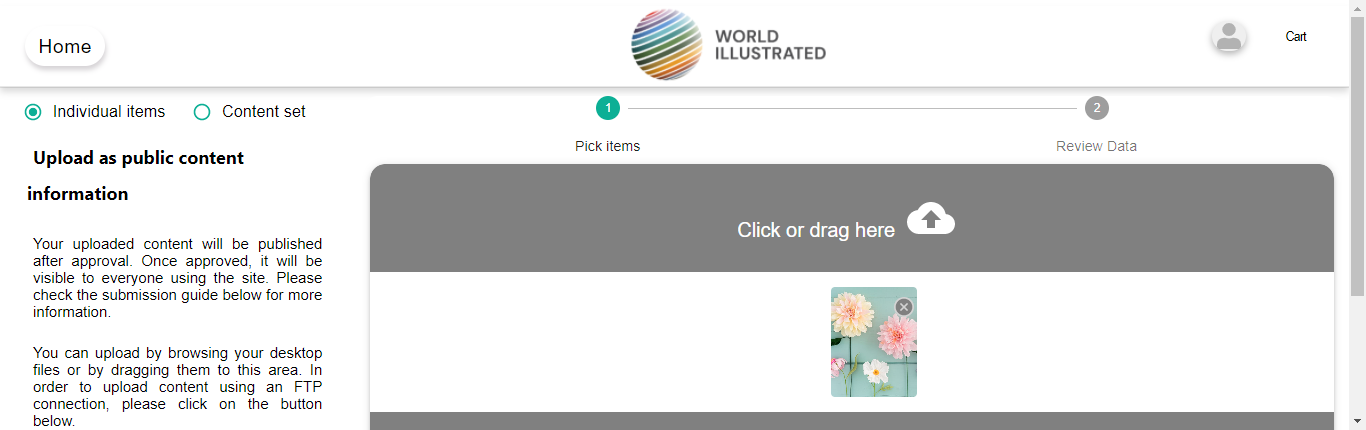 Home
WORLD
ILLUSTRATED
Cart
Individual items
Content set
1
2
Pick items
Review Data
Upload as public content
information
Your uploaded content will be published
after approval. Once approved, it will be
visible to everyone using the site. Please
check the submission guide below for more
information.
You can upload by browsing your desktop
files or by dragging them to this area. In
order to upload content using an FTP
connection, please click on the button
below.
Click or drag here